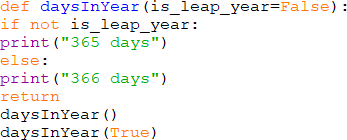 def daysInYear(is_leap_year=False):
if not is_leap_year:
print("365 days")
else:
print("366 days")
return
daysInYear()
daysInYear(True)